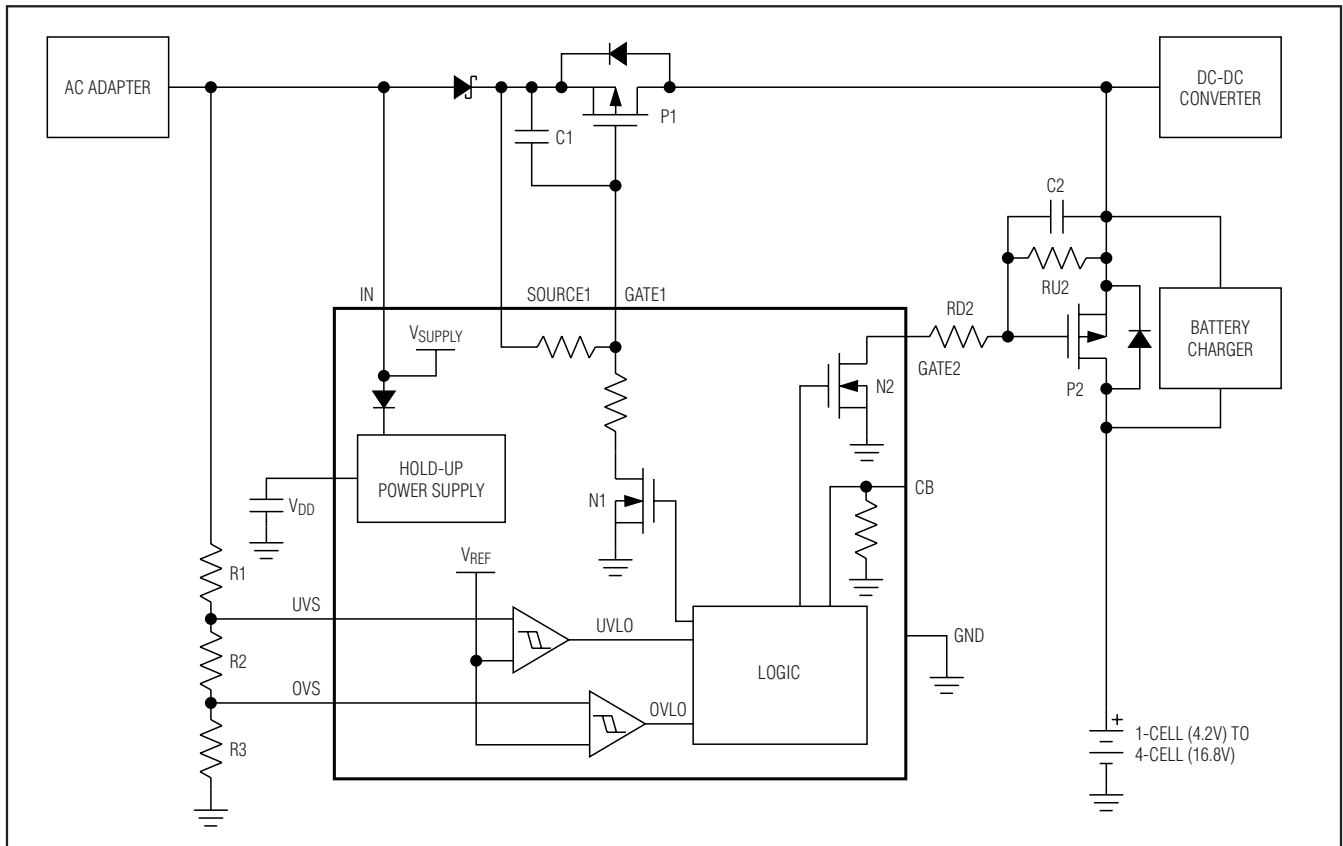 AC ADAPTER
P1
C1
DC-DC
CONVERTER
C2
RU2
RD2
P2
BATTERY
CHARGER
IN
SOURCE1
GATE1
VSUPPLY
HOLD-UP
POWER SUPPLY
VDD
N1
GATE2
N2
CB
VREF
R1
UVS
UVLO
R2
OVS
OVLO
R3
LOGIC
GND
+
1-CELL (4.2V) TO
4-CELL (16.8V)